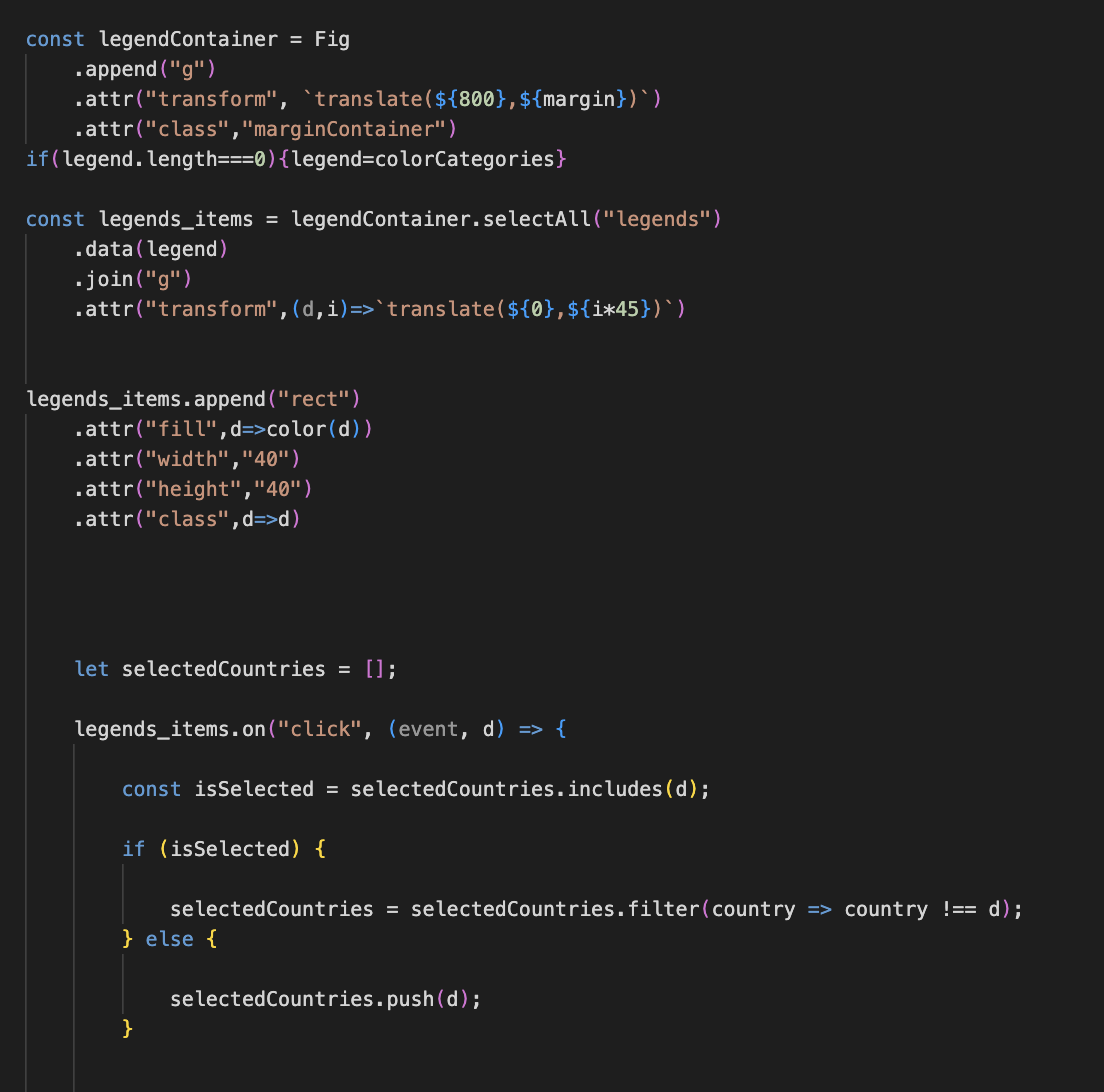 const legendContainer = Fig
    .append("g")
    .attr("transform", `translate(${800},${margin})`)
    .attr("class","marginContainer")
if(legend.length===0){legend=colorCategories}
const legends_items = legendContainer.selectAll("legends")
    .data(legend)
    .join("g")
    .attr("transform",(d,i)=>`translate(${0},${i*45})`)
legends_items.append("rect")
    .attr("fill",d=>color(d))
    .attr("width","40")
    .attr("height","40")
    .attr("class",d=>d)
    let selectedCountries = [];
    legends_items.on("click", (event, d) => {
        const isSelected = selectedCountries.includes(d);
        if (isSelected) {
            selectedCountries = selectedCountries.filter(country => country !== d);
        } else {
            selectedCountries.push(d);
        }